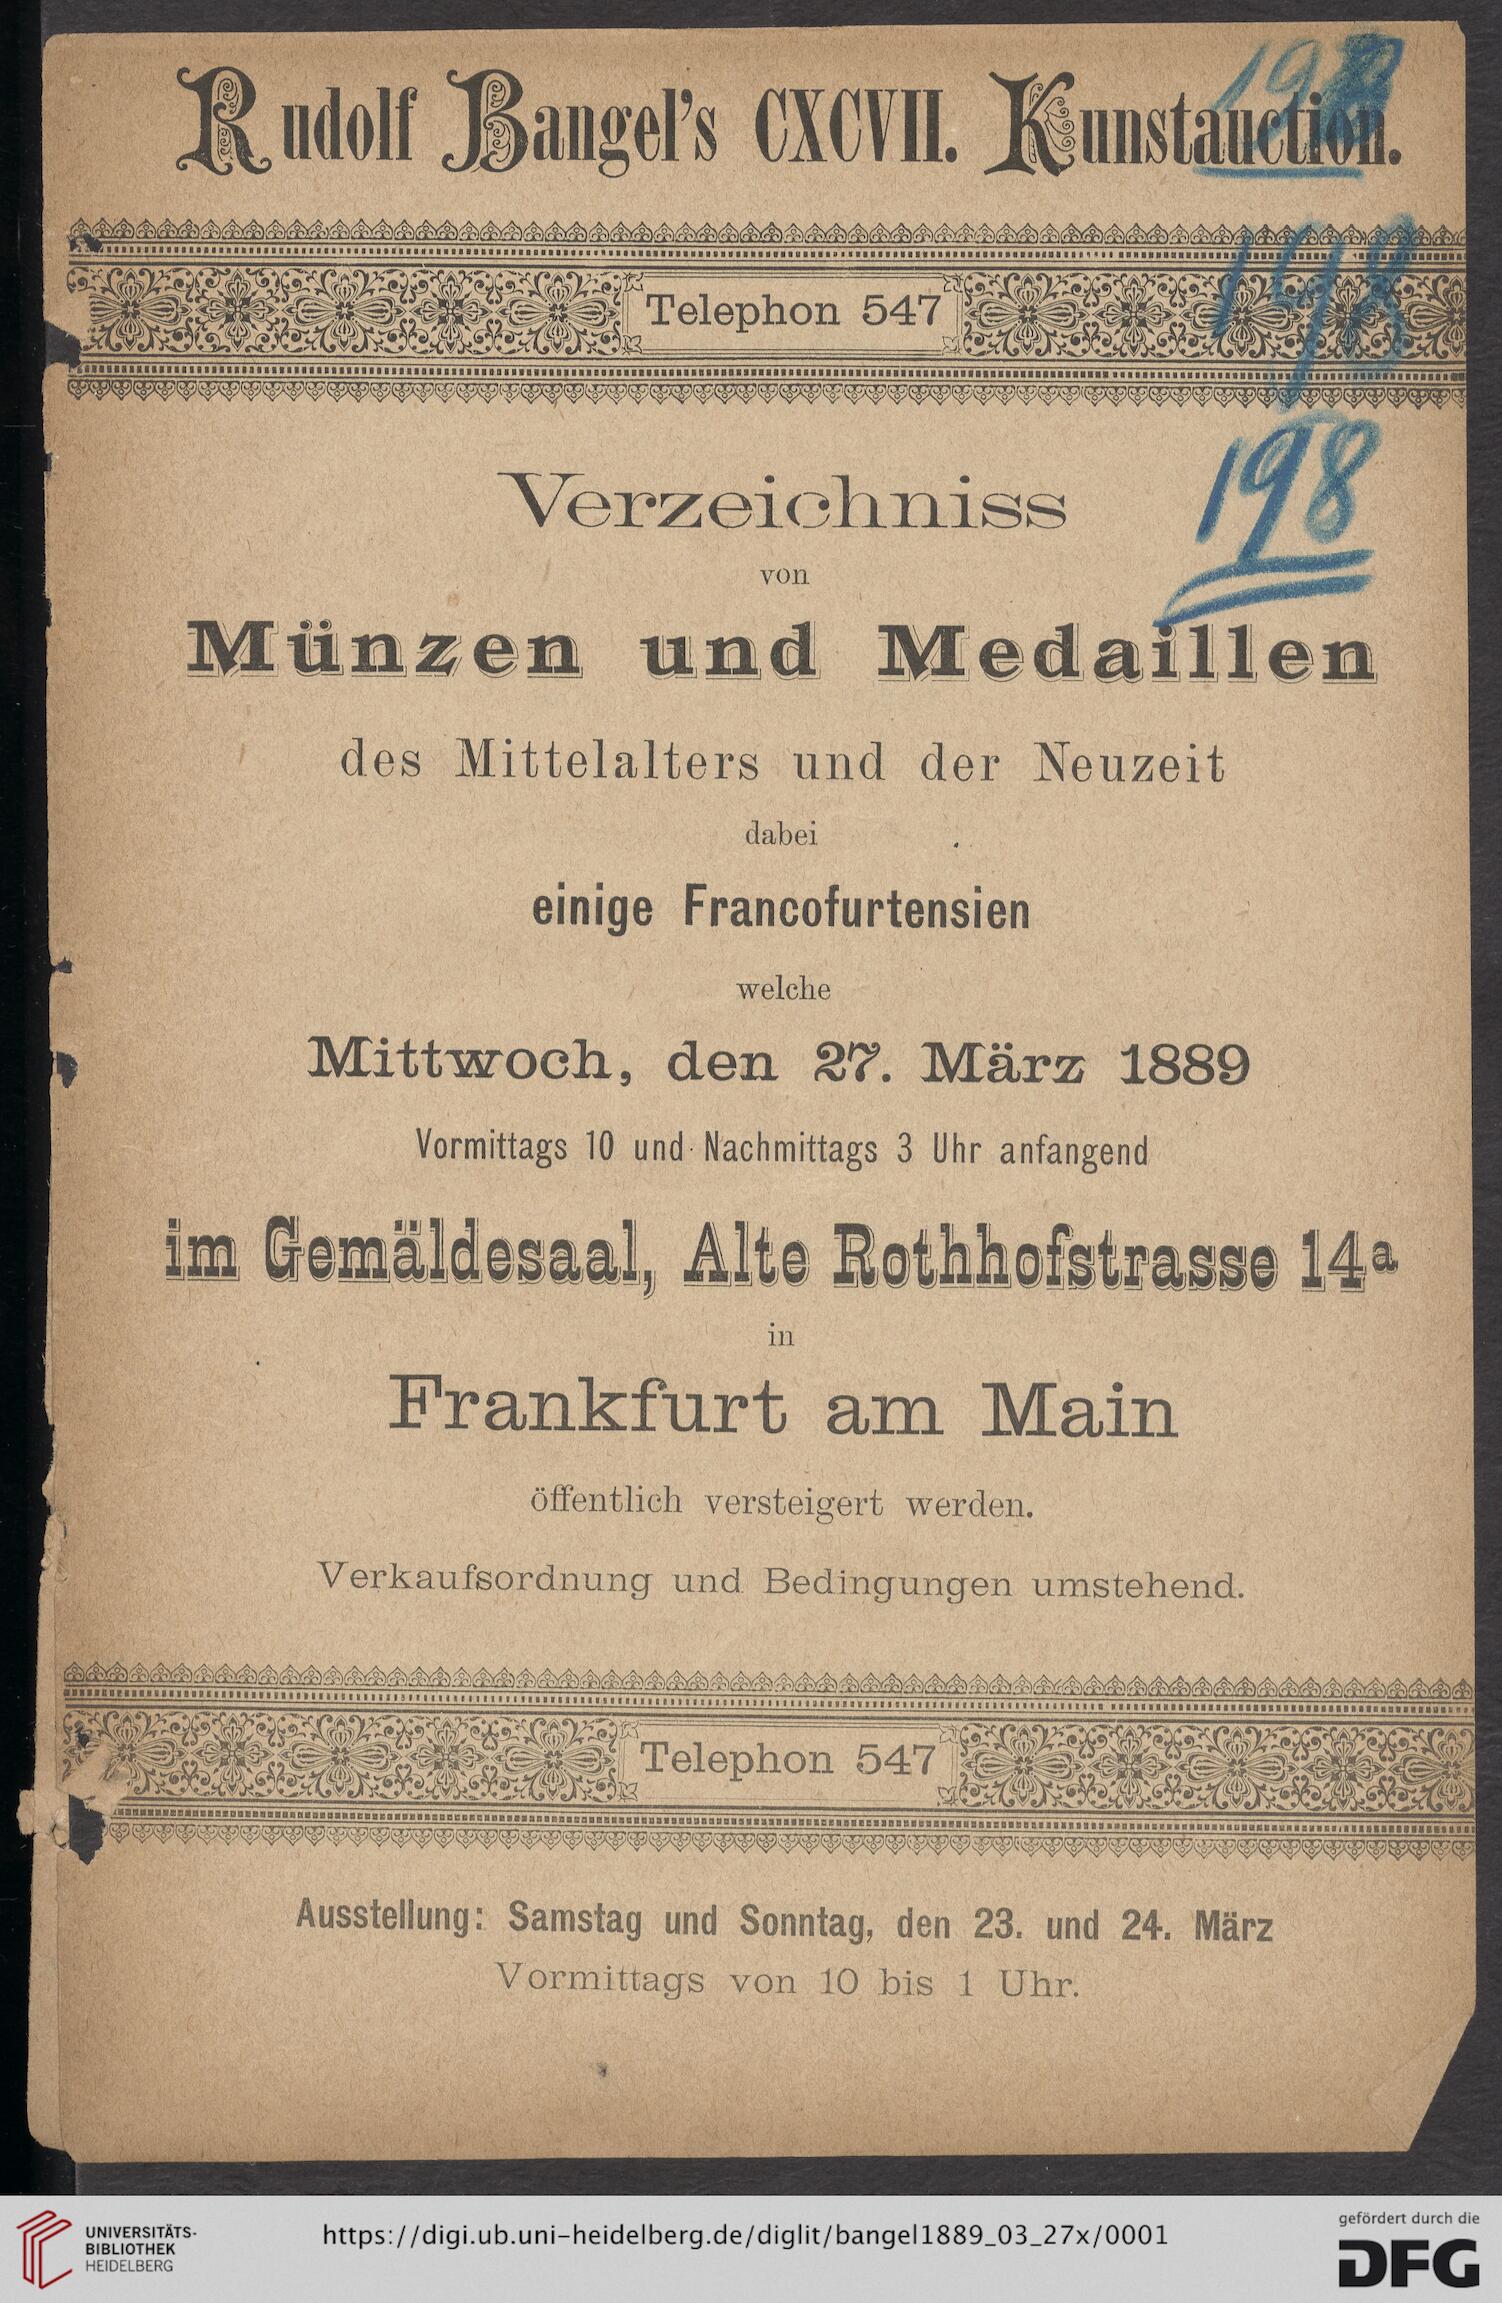 Rudolf Bangel's CXCVII. Kunstauction.
198
198
Telephon 547
198
Verzeichniss
von
Münzen und Medaillen
des Mittelalters und der Neuzeit
dabei
einige Francofurtensien
welche
Mittwoch, den 27. März 1889
Vormittags 10 und Nachmittags 3 Uhr anfangend
im Gemäldesaal, Alte Rothhofstrasse 14a
in
Frankfurt am Main
öffentlich versteigert werden.
Verkaufsordnung und Bedingungen umstehend.
Telephon 547
Ausstellung: Samstag und Sonntag, den 23. und 24. März
Vormittags von 10 bis 1 Uhr.
UNIVERSITÄTS-
BIBLIOTHEK
HEIDELBERG
https://digi.ub.uni-heidelberg.de/diglit/bangel1889_03_27x/0001
gefördert durch die
DFG